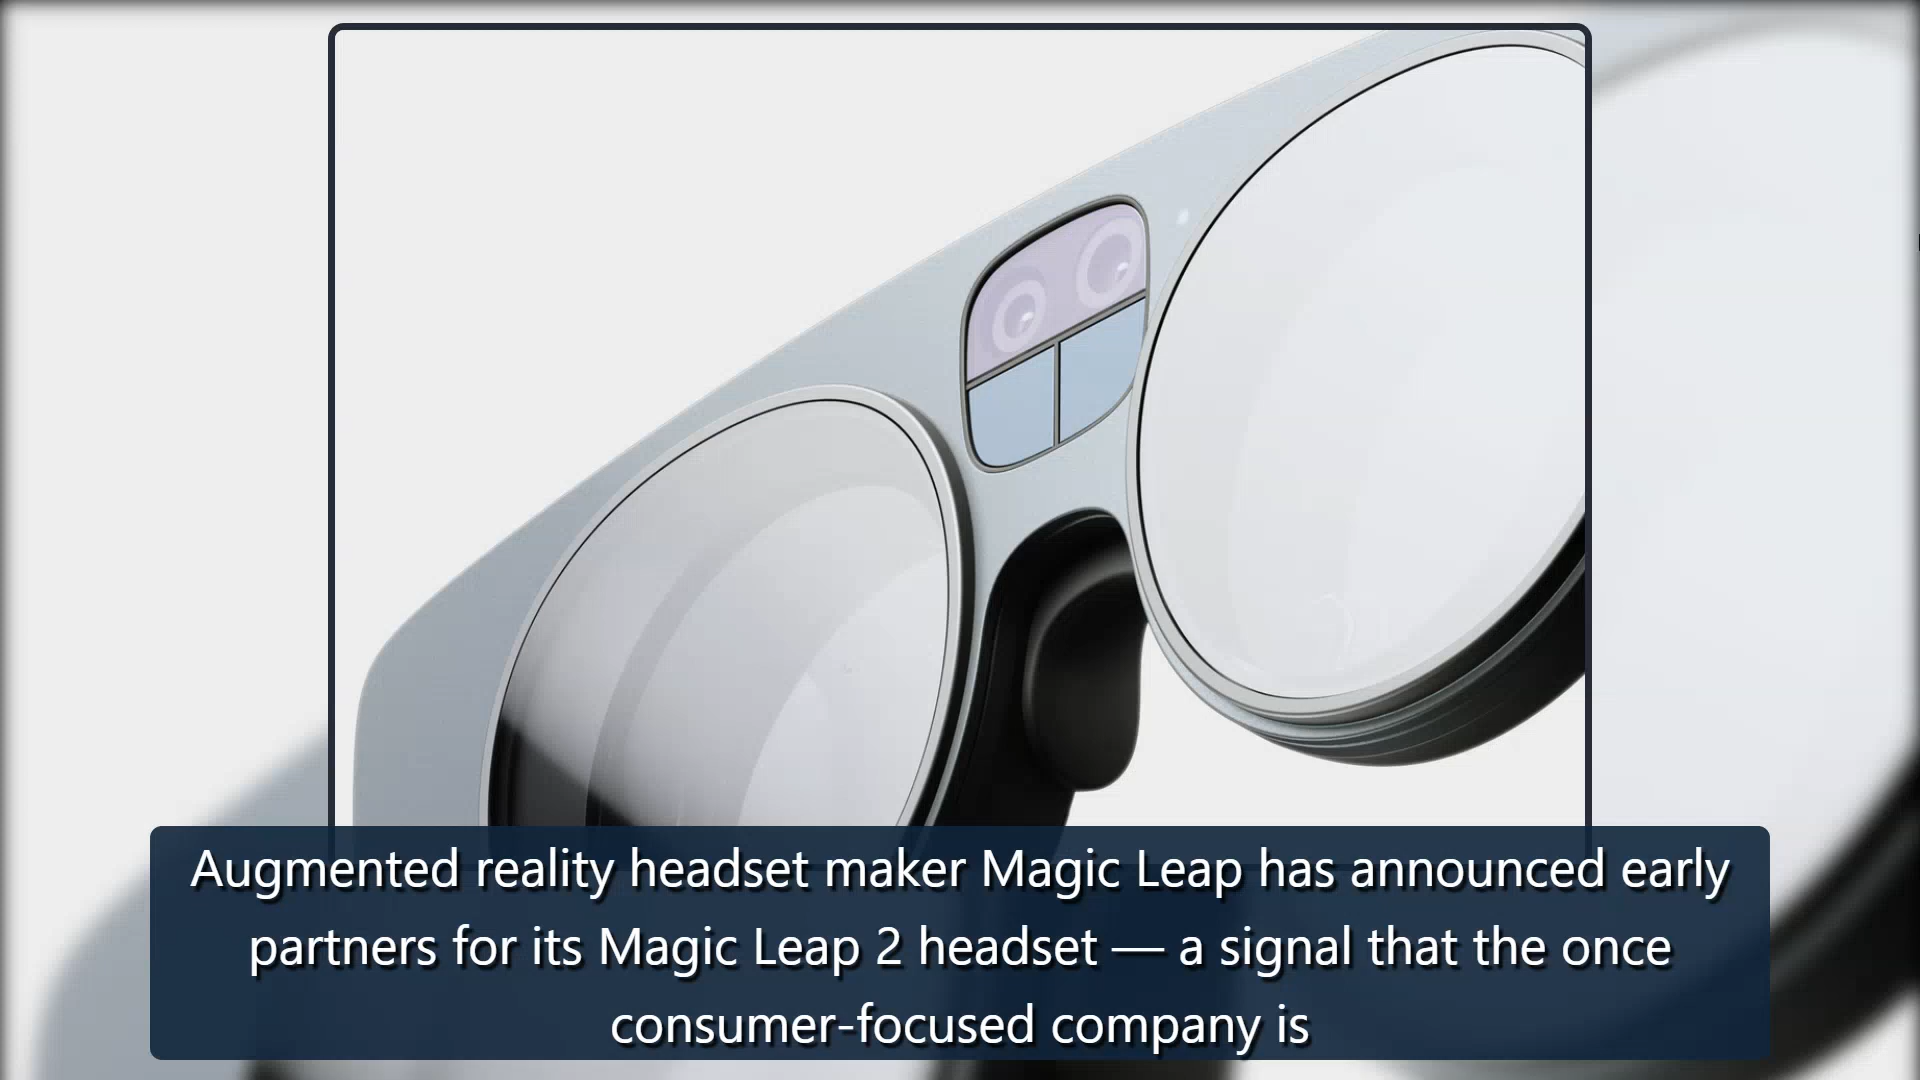 Augmented reality headset maker Magic Leap has announced early
partners for its Magic Leap 2 headset — a signal that the once
consumer-focused company is